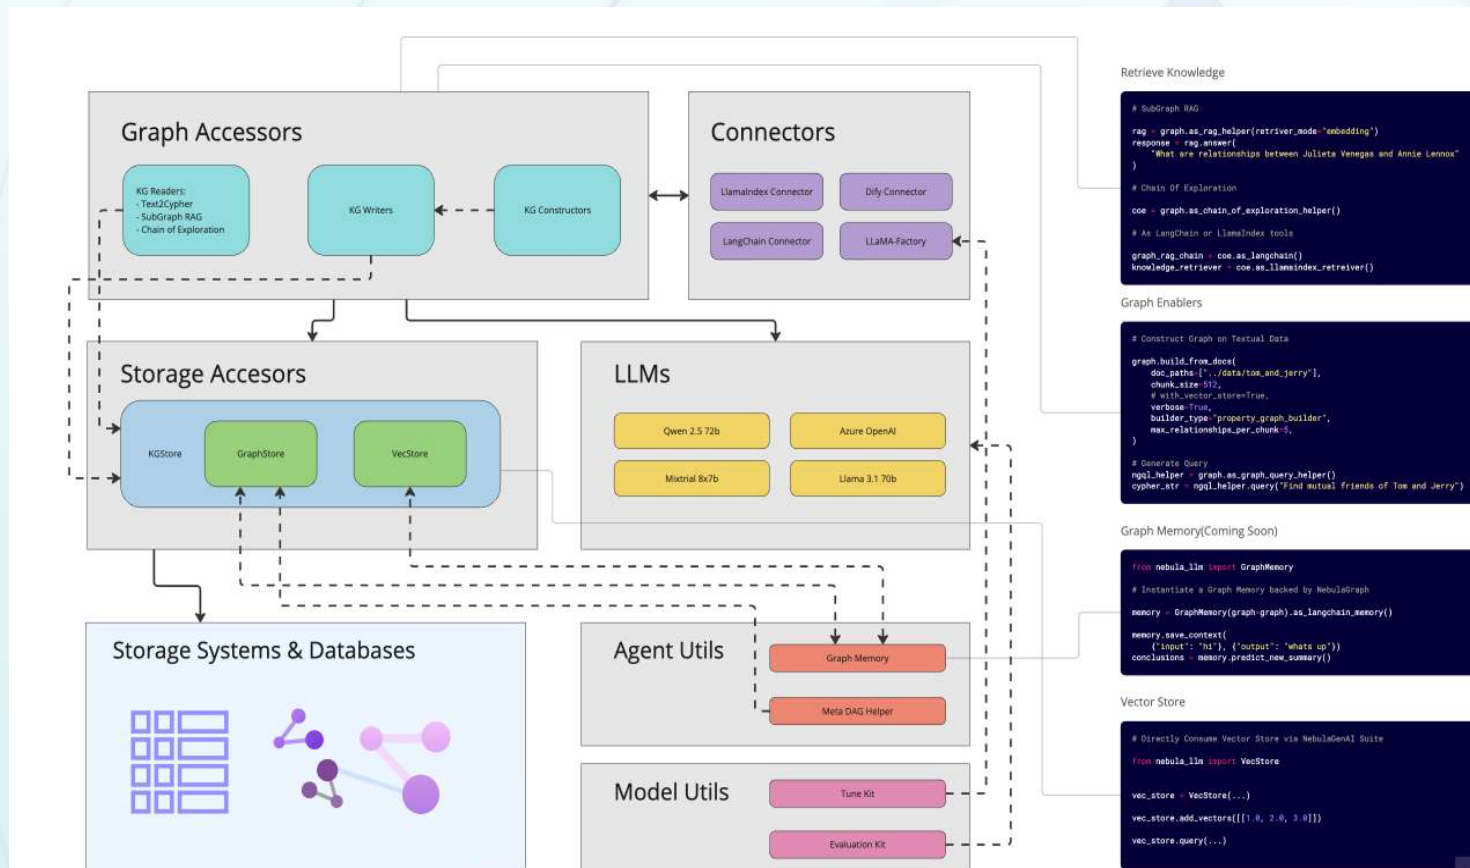 Graph Accessors
KG Readers:
- Text2Cypher
- SubGraph RAG
- Chain of Exploration
KG Writers
KG Constructors
Connectors
LlamaIndex Connector
Dify Connector
LangChain Connector
LLaMA-Factory
Storage Accesors
KGStore
GraphStore
VecStore
LLMs
Qwen 2.5 72b
Azure OpenAI
Mixtrial 8x7b
Llama 3.1 70b
Storage Systems & Databases
Agent Utils
Graph Memory
Meta DAG Helper
Model Utils
Tune Kit
Evaluation Kit
Retrieve Knowledge
# SubGraph RAG
rag = graph.as_rag_helper(retriver_mode="embedding")
response = rag.answer(
"What are relationships between Julieta Venegas and Annie Lennox"
)
# Chain Of Exploration
coe = graph.as_chain_of_exploration_helper()
# As LangChain or LlamaIndex tools
graph_rag_chain = coe.as_langchain()
knowledge_retriever = coe.as_llamaindex_retreiver()
Graph Enablers
# Construct Graph on Textual Data
graph.build_from_docs(
doc_paths=["../data/tom_and_jerry"],
chunk_size=512,
# with_vector_store=True,
verbose=True,
builder_type="property_graph_builder",
max_relationships_per_chunk=5,
)
# Generate Query
ngql_helper = graph.as_graph_query_helper()
cypher_str = ngql_helper.query("Find mutual friends of Tom and Jerry")
Graph Memory(Coming Soon)
from nebula_llm import GraphMemory
# Instantiate a Graph Memory backed by NebulaGraph
memory = GraphMemory(graph=graph).as_langchain_memory()
memory.save_context(
{"input": "hi"}, {"output": "whats up"})
conclusions = memory.predict_new_summary()
Vector Store
# Directly Consume Vector Store via NebulaGenAI Suite
from nebula_llm import VecStore
vec_store = VecStore(...)
vec_store.add_vectors([[1.0, 2.0, 3.0]])
vec_store.query(...)